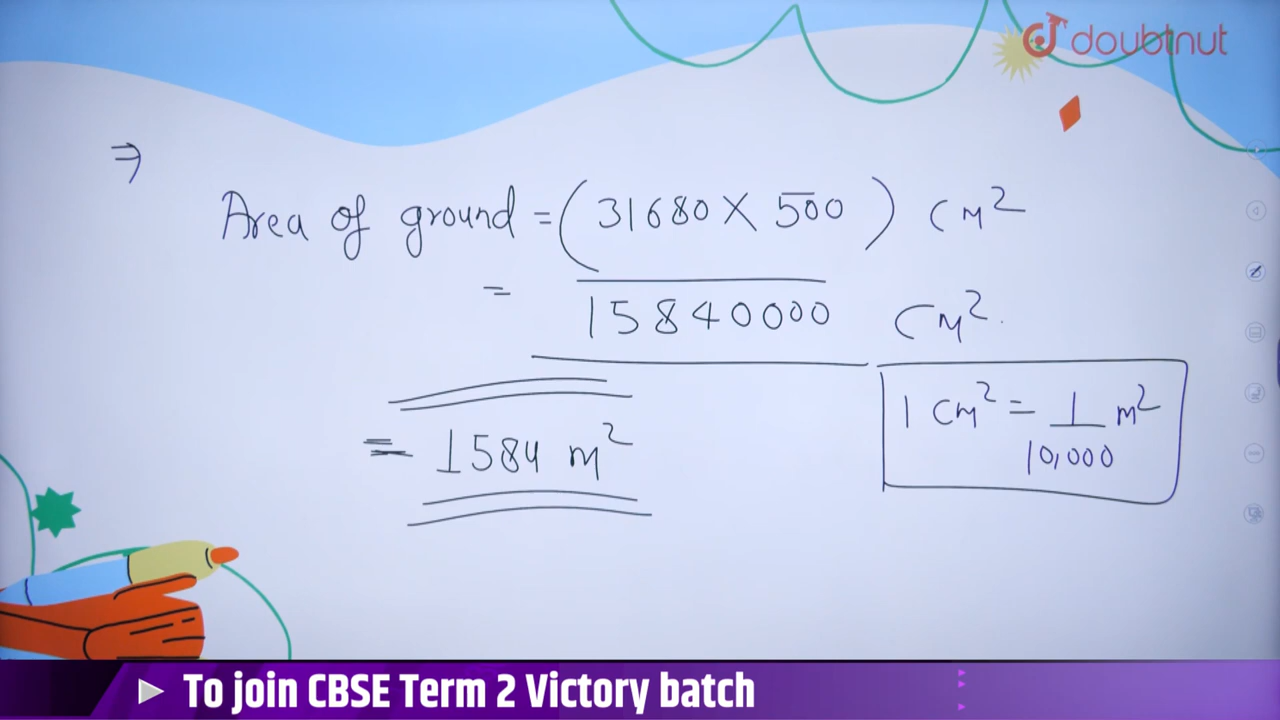 doubtnut
⇒
Area of ground = (31680 × 500) cm²
= 15840000 cm².
1 cm² = 1/10,000 m²
= 1584 m²
To join CBSE Term 2 Victory batch